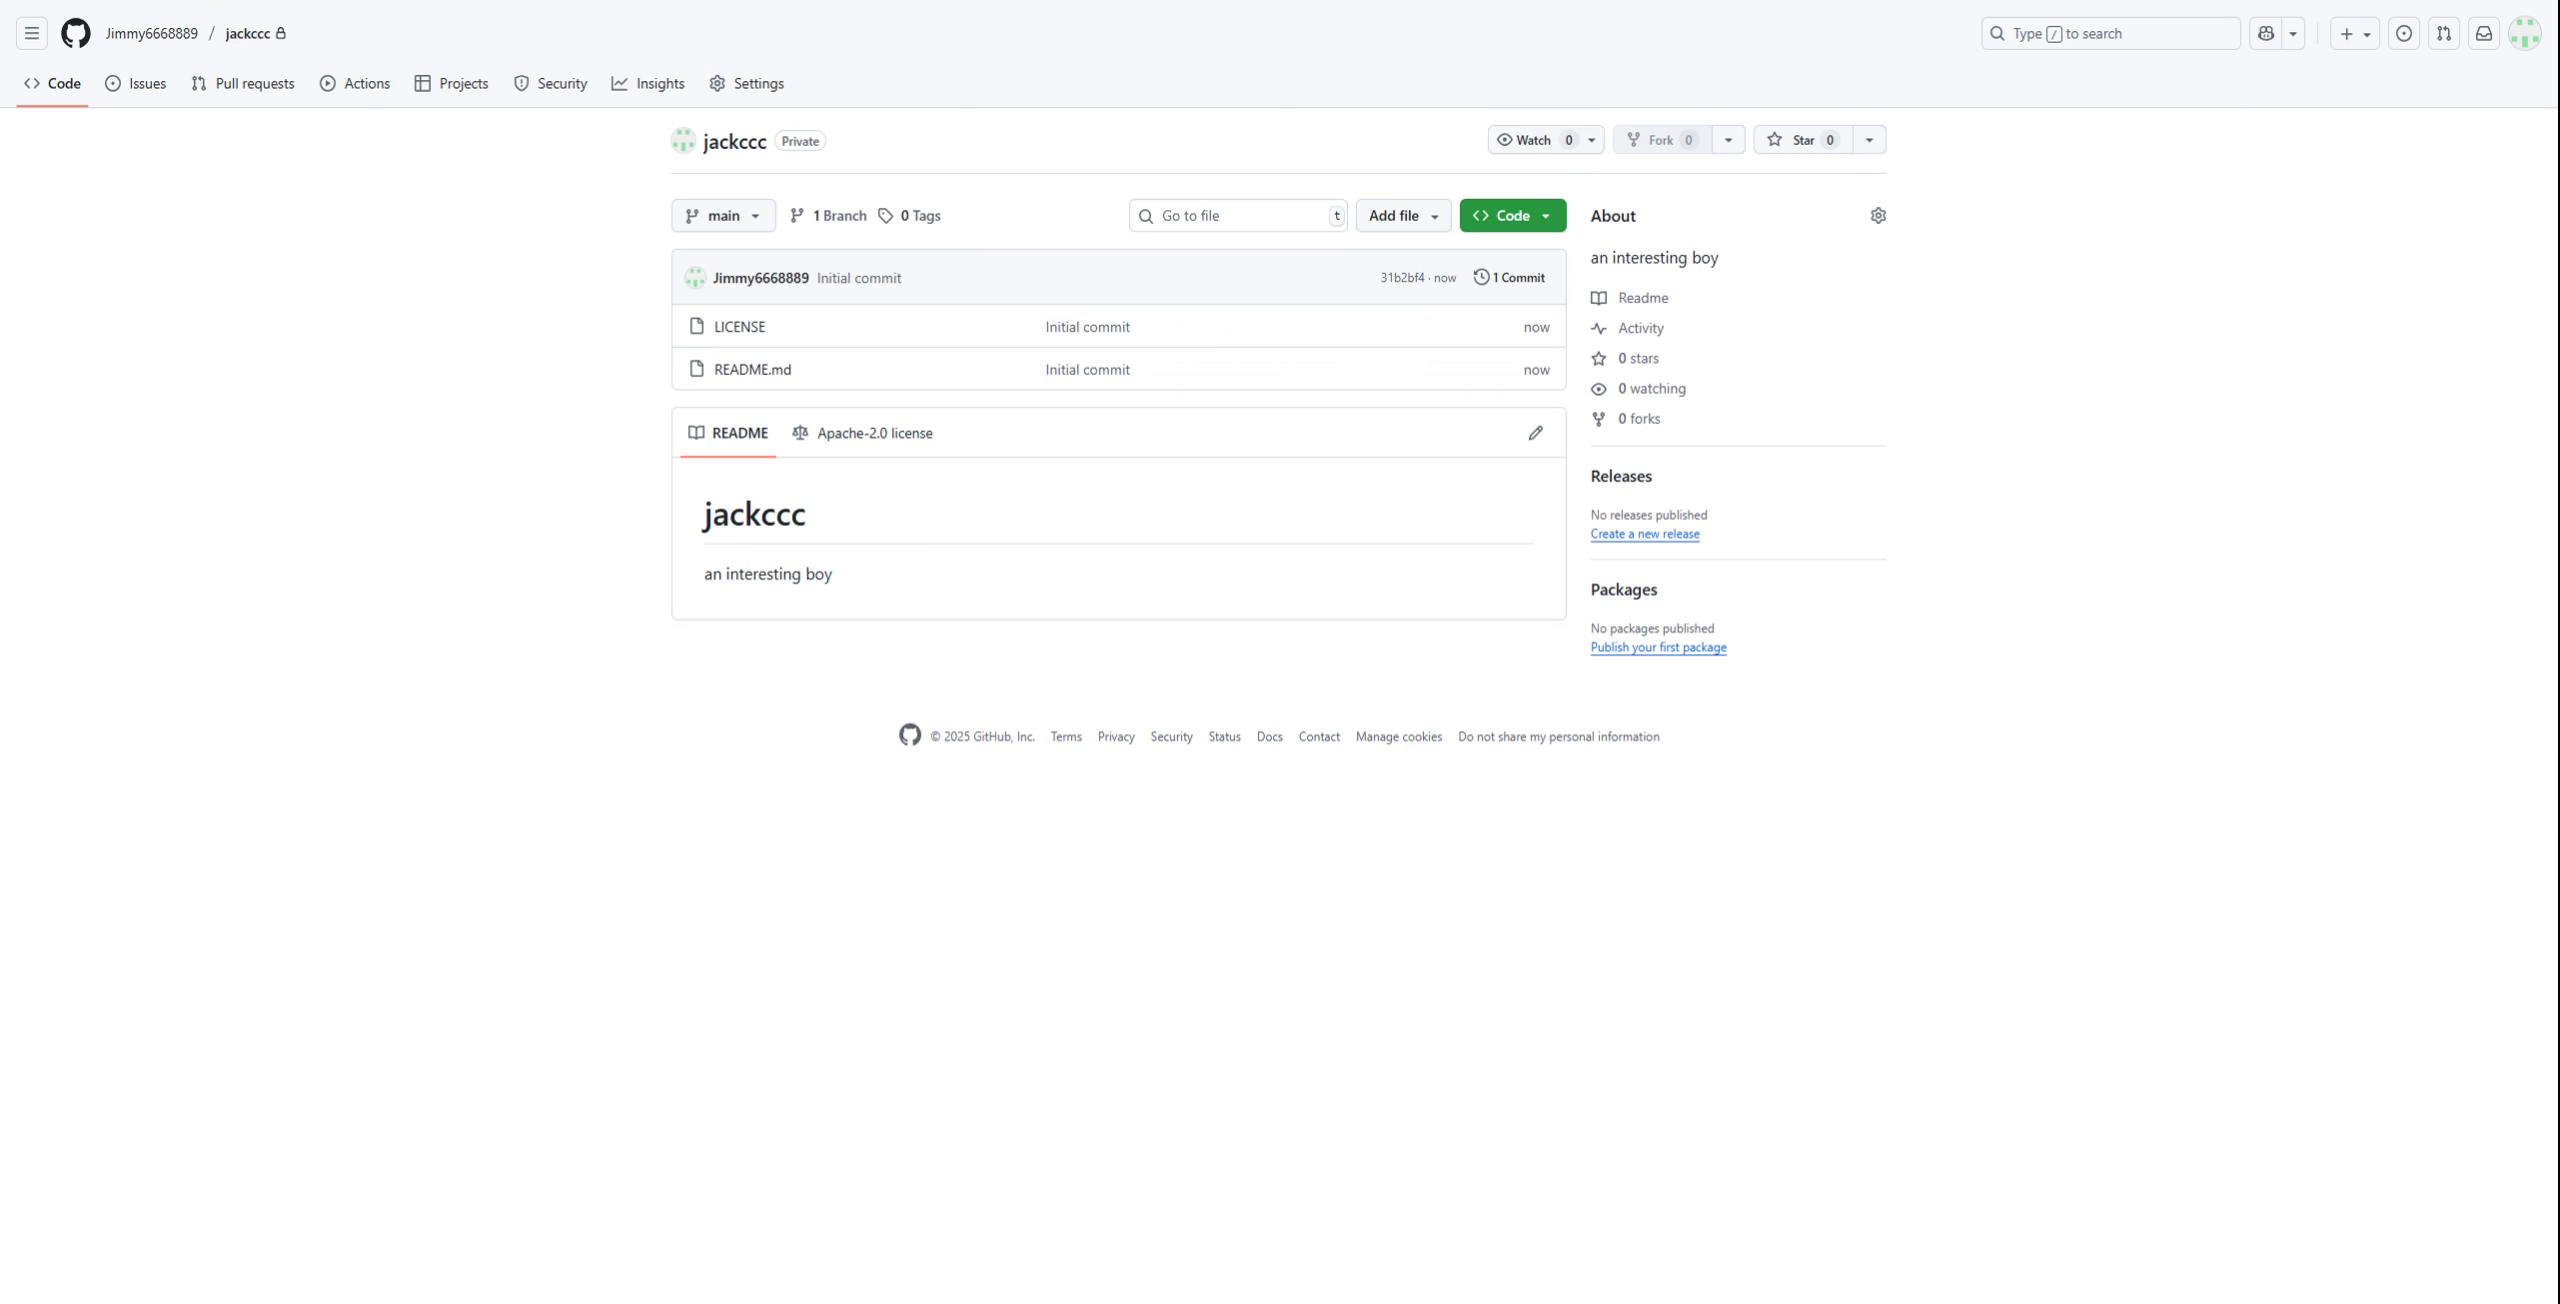 Jimmy6668889 / jackccc
Type / to search
Code Issues Pull requests Actions Projects Security Insights Settings
jackccc Private
Watch 0 Fork 0 Star 0
main 1 Branch 0 Tags Go to file t Add file Code
Jimmy6668889 Initial commit 31b2bf4 · now 1 Commit
LICENSE Initial commit now
README.md Initial commit now
README Apache-2.0 license
jackccc
an interesting boy
About
an interesting boy
Readme
Activity
0 stars
0 watching
0 forks
Releases
No releases published
Create a new release
Packages
No packages published
Publish your first package
© 2025 GitHub, Inc. Terms Privacy Security Status Docs Contact Manage cookies Do not share my personal information